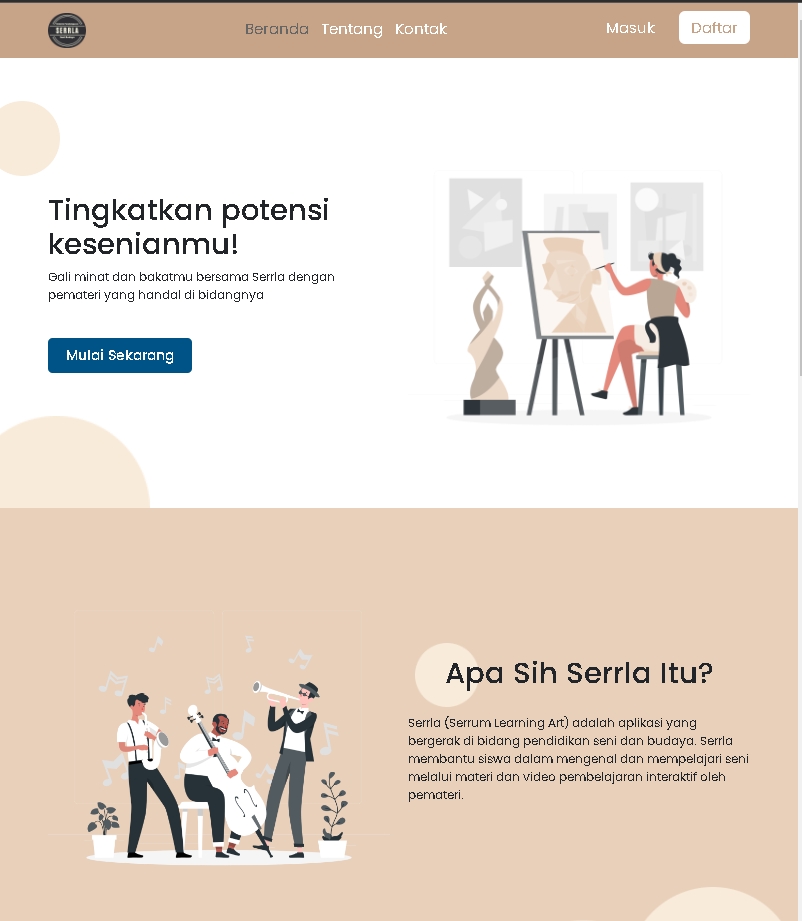 SERRLA
Beranda Tentang Kontak
Masuk
Daftar
Tingkatkan potensi
kesenianmu!
Gali minat dan bakatmu bersama Serrla dengan
pemateri yang handal di bidangnya
Mulai Sekarang
Apa Sih Serrla Itu?
Serrla (Serrum Learning Art) adalah aplikasi yang
bergerak di bidang pendidikan seni dan budaya. Serrla
membantu siswa dalam mengenal dan mempelajari seni
melalui materi dan video pembelajaran interaktif oleh
pemateri.